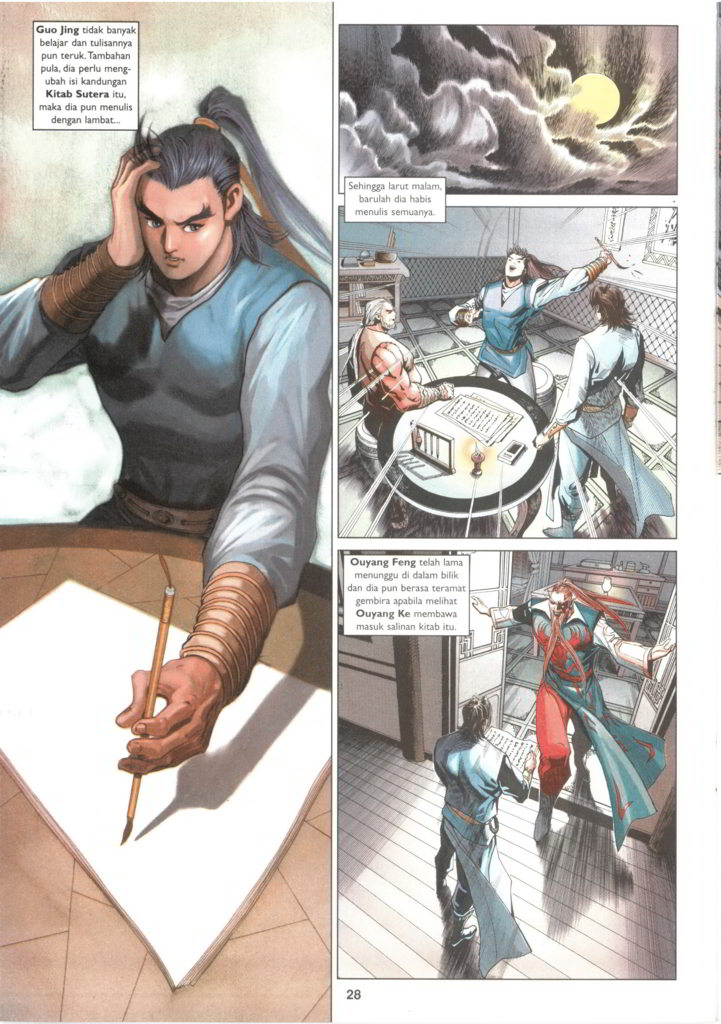 Guo Jing tidak banyak
belajar dan tulisannya
pun teruk. Tambahan
pula, dia perlu meng-
ubah isi kandungan
Kitab Sutera itu,
maka dia pun menulis
dengan lambat...
Sehingga larut malam,
barulah dia habis
menulis semuanya.
Ouyang Feng telah lama
menunggu di dalam bilik
dan dia pun berasa teramat
gembira apabila melihat
Ouyang Ke membawa
masuk salinan kitab itu.
28